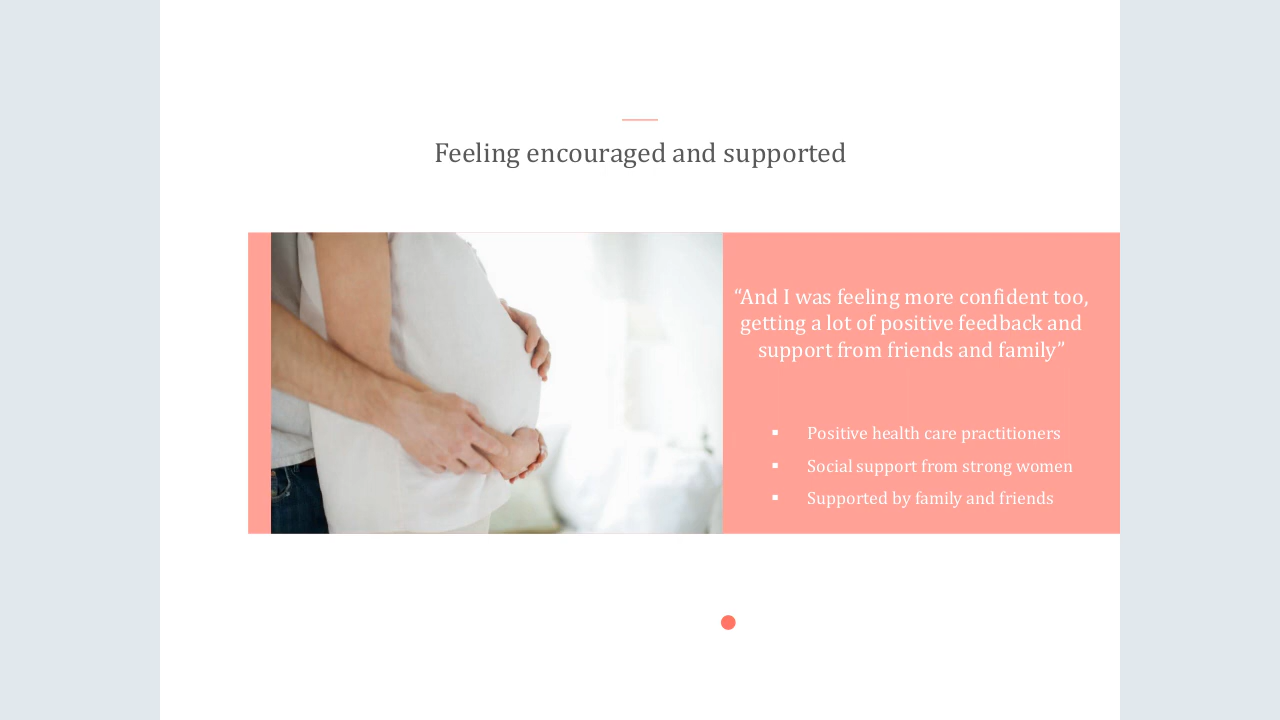 Feeling encouraged and supported
“And I was feeling more confident too,
getting a lot of positive feedback and
support from friends and family”
▪ Positive health care practitioners
▪ Social support from strong women
▪ Supported by family and friends